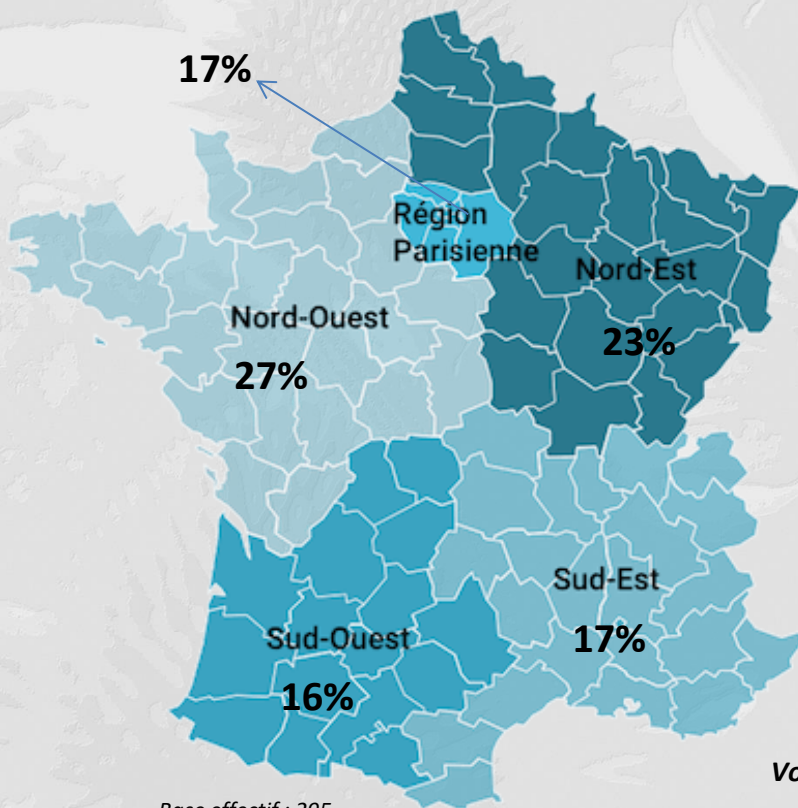 17%
Région
Parisienne
Nord-Est
23%
Nord-Ouest
27%
Sud-Est
17%
Sud-Ouest
16%